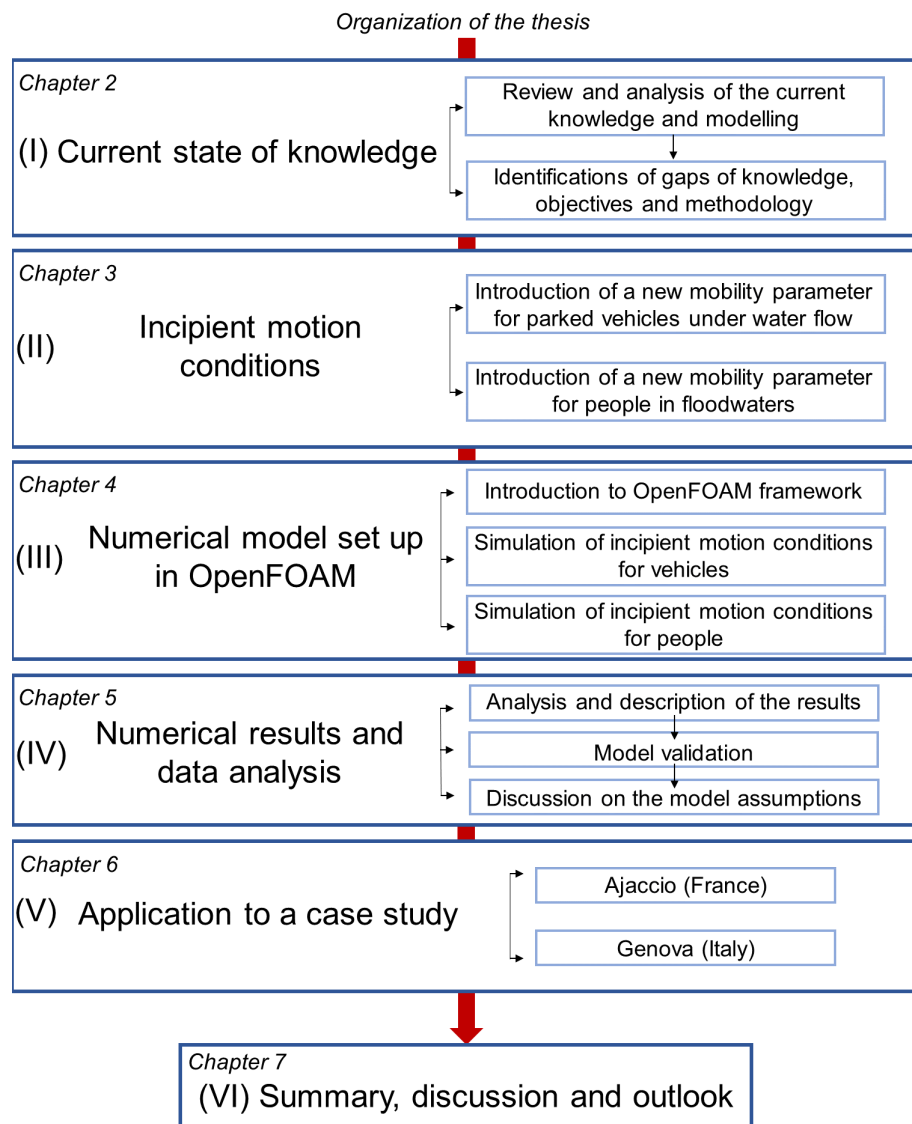 Organization of the thesis
Chapter 2
(I) Current state of knowledge
Review and analysis of the current
knowledge and modelling
Identifications of gaps of knowledge,
objectives and methodology
Chapter 3
(II)
Incipient motion
conditions
Introduction of a new mobility parameter
for parked vehicles under water flow
Introduction of a new mobility parameter
for people in floodwaters
Chapter 4
(III)
Numerical model set up
in OpenFOAM
Introduction to OpenFOAM framework
Simulation of incipient motion conditions
for vehicles
Simulation of incipient motion conditions
for people
Chapter 5
(IV)
Numerical results and
data analysis
Analysis and description of the results
Model validation
Discussion on the model assumptions
Chapter 6
(V) Application to a case study
Ajaccio (France)
Genova (Italy)
Chapter 7
(VI) Summary, discussion and outlook